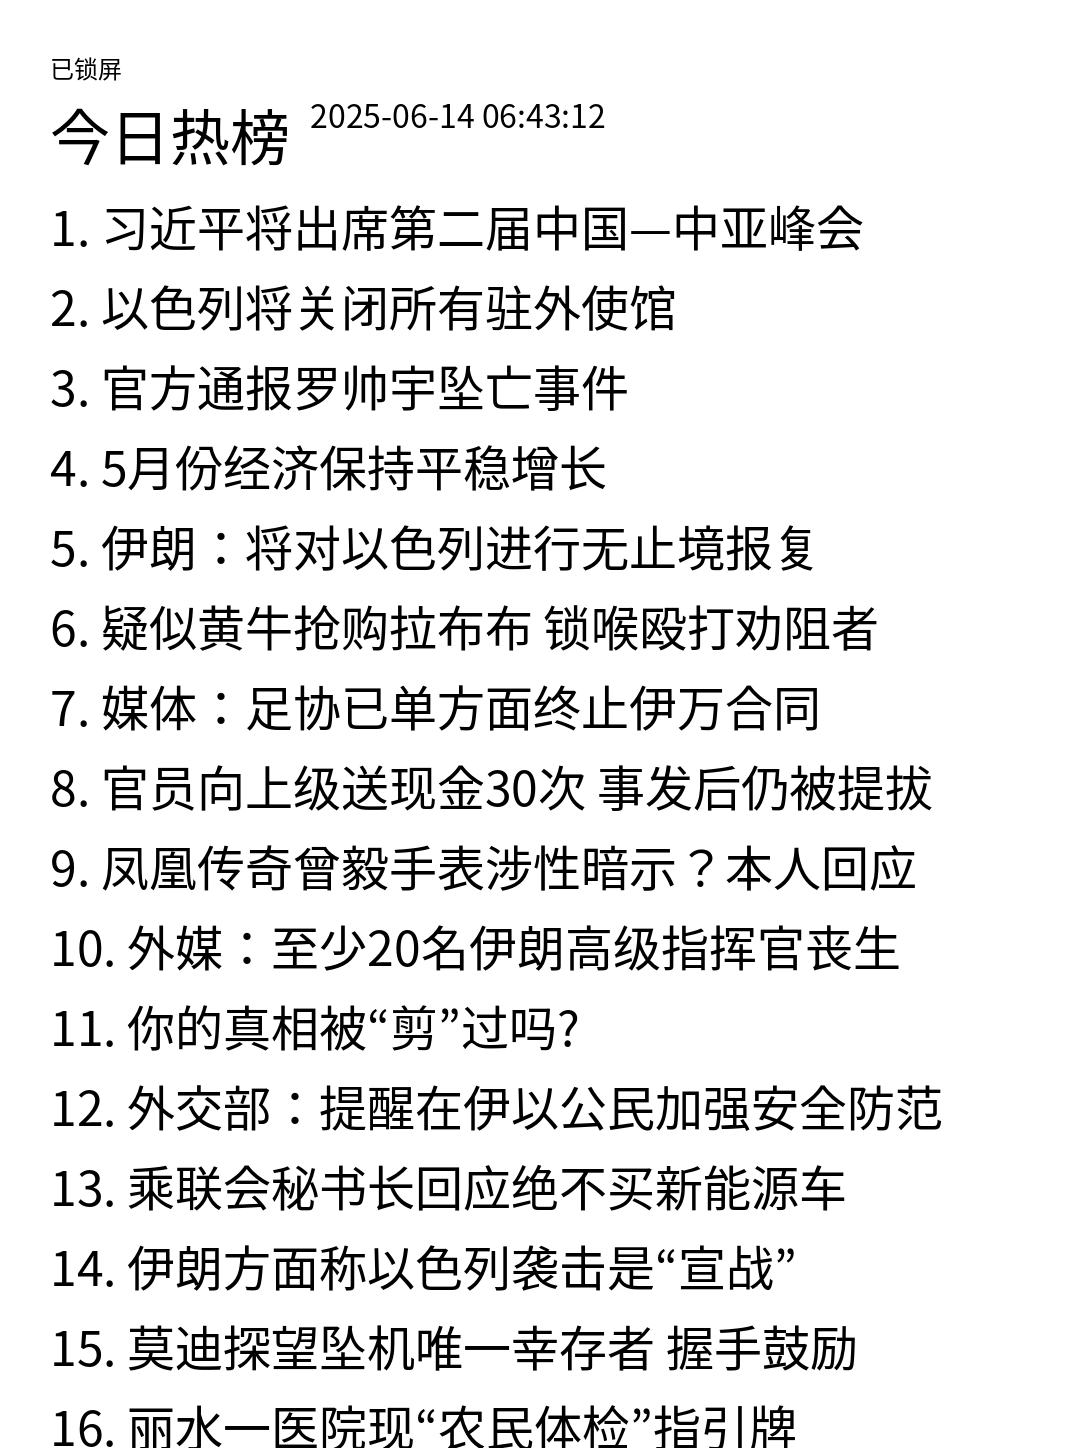 已锁屏
今日热榜 2025-06-14 06:43:12
1. 习近平将出席第二届中国—中亚峰会
2. 以色列将关闭所有驻外使馆
3. 官方通报罗帅宇坠亡事件
4. 5月份经济保持平稳增长
5. 伊朗：将对以色列进行无止境报复
6. 疑似黄牛抢购拉布布 锁喉殴打劝阻者
7. 媒体：足协已单方面终止伊万合同
8. 官员向上级送现金30次 事发后仍被提拔
9. 凤凰传奇曾毅手表涉性暗示？本人回应
10. 外媒：至少20名伊朗高级指挥官丧生
11. 你的真相被“剪”过吗?
12. 外交部：提醒在伊以公民加强安全防范
13. 乘联会秘书长回应绝不买新能源车
14. 伊朗方面称以色列袭击是“宣战”
15. 莫迪探望坠机唯一幸存者 握手鼓励
16. 丽水一医院现“农民体检”指引牌